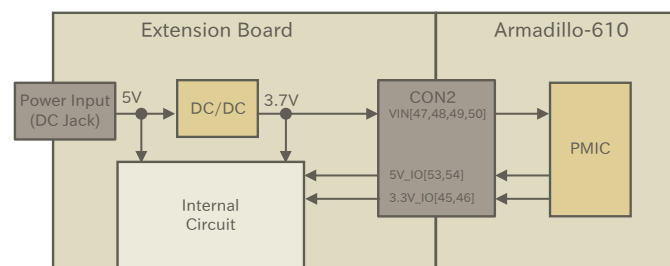 Extension Board
Armadillo-610
Power Input
(DC Jack)
5V
DC/DC
3.7V
CON2
VIN[47,48,49,50]
5V_IO[53,54]
3.3V_IO[45,46]
PMIC
Internal
Circuit